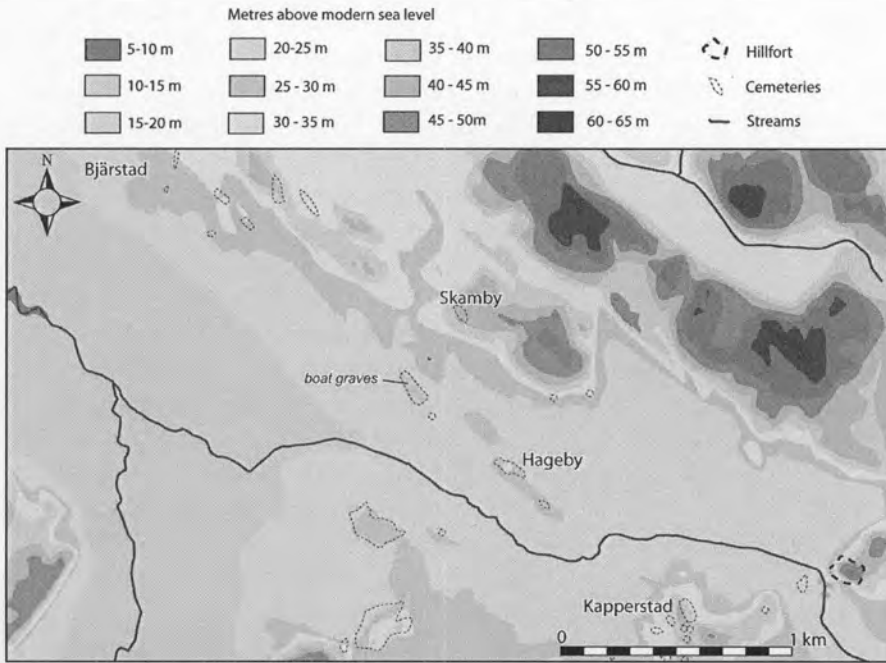 Metres above modern sea level
5-10 m 20-25 m 35 - 40 m 50 - 55 m Hillfort
10-15 m 25 - 30 m 40 - 45 m 55 - 60 m Cemeteries
15-20 m 30 - 35 m 45 - 50m 60 - 65 m Streams
Bjärstad
N
Skamby
boat graves
Hageby
Kapperstad
0 1 km